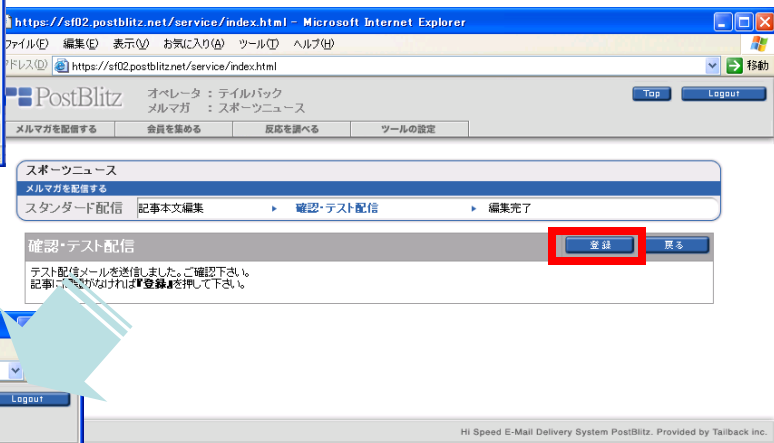 https://sf02.postblitz.net/service/index.html - Microsoft Internet Explorer
ファイル(F) 編集(E) 表示(V) お気に入り(A) ツール(T) ヘルプ(H)
アドレス(D) https://sf02.postblitz.net/service/index.html 移動
PostBlitz オペレータ : テイルバック Top Logout
メルマガ : スポーツニュース
メルマガを配信する 会員を集める 反応を調べる ツールの設定
スポーツニュース
メルマガを配信する
スタンダード配信 記事本文編集 ▸ 確認・テスト配信 ▸ 編集完了
確認・テスト配信 登録 戻る
テスト配信メールを送信しました。ご確認下さい。
記事に がなければ『登録』を押して下さい。
Logout
Hi Speed E-Mail Delivery System PostBlitz. Provided by Tailback inc.